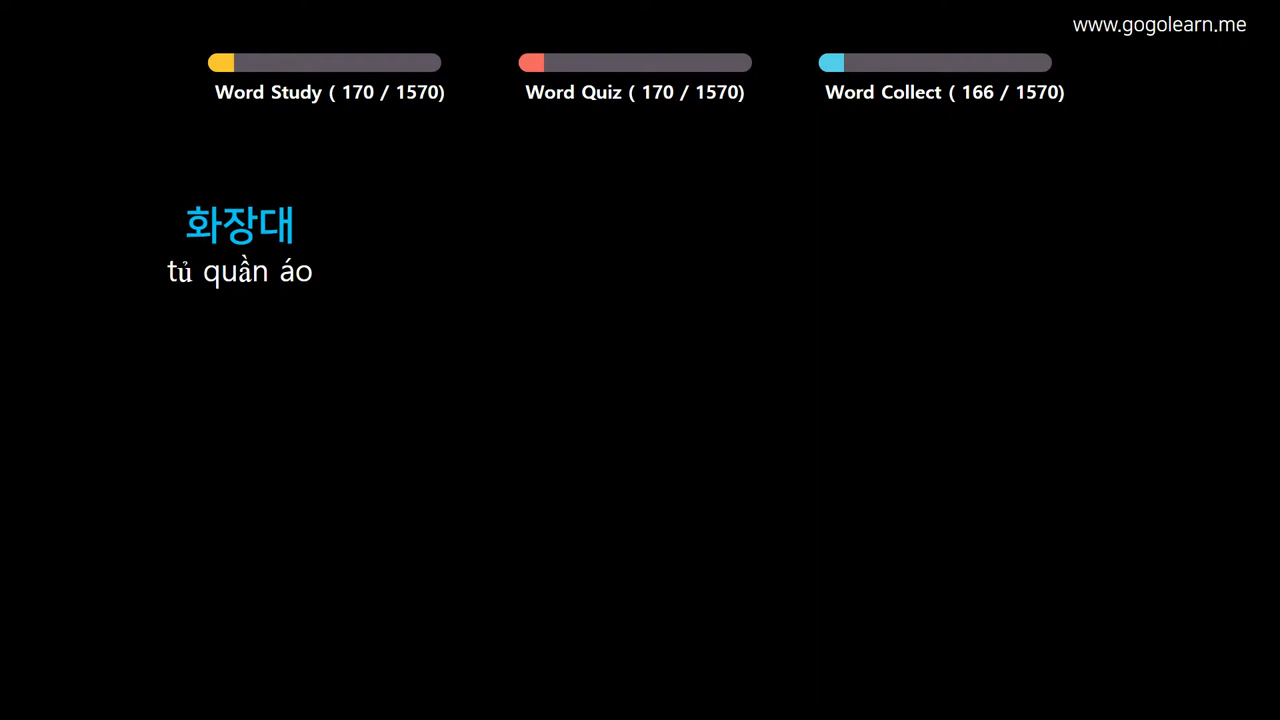 www.gogolearn.me
Word Study ( 170 / 1570)
Word Quiz ( 170 / 1570)
Word Collect ( 166 / 1570)
화장대
tủ quần áo